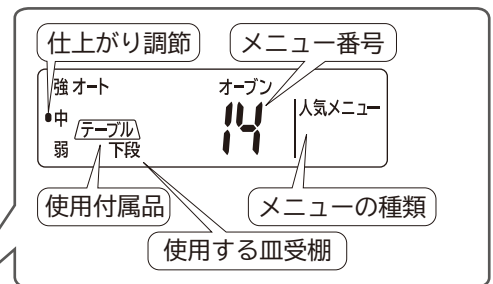 仕上がり調節
メニュー番号
強 オート
オーブン
人気メニュー
中
テーブル
14
弱
下段
使用付属品
メニューの種類
使用する皿受棚